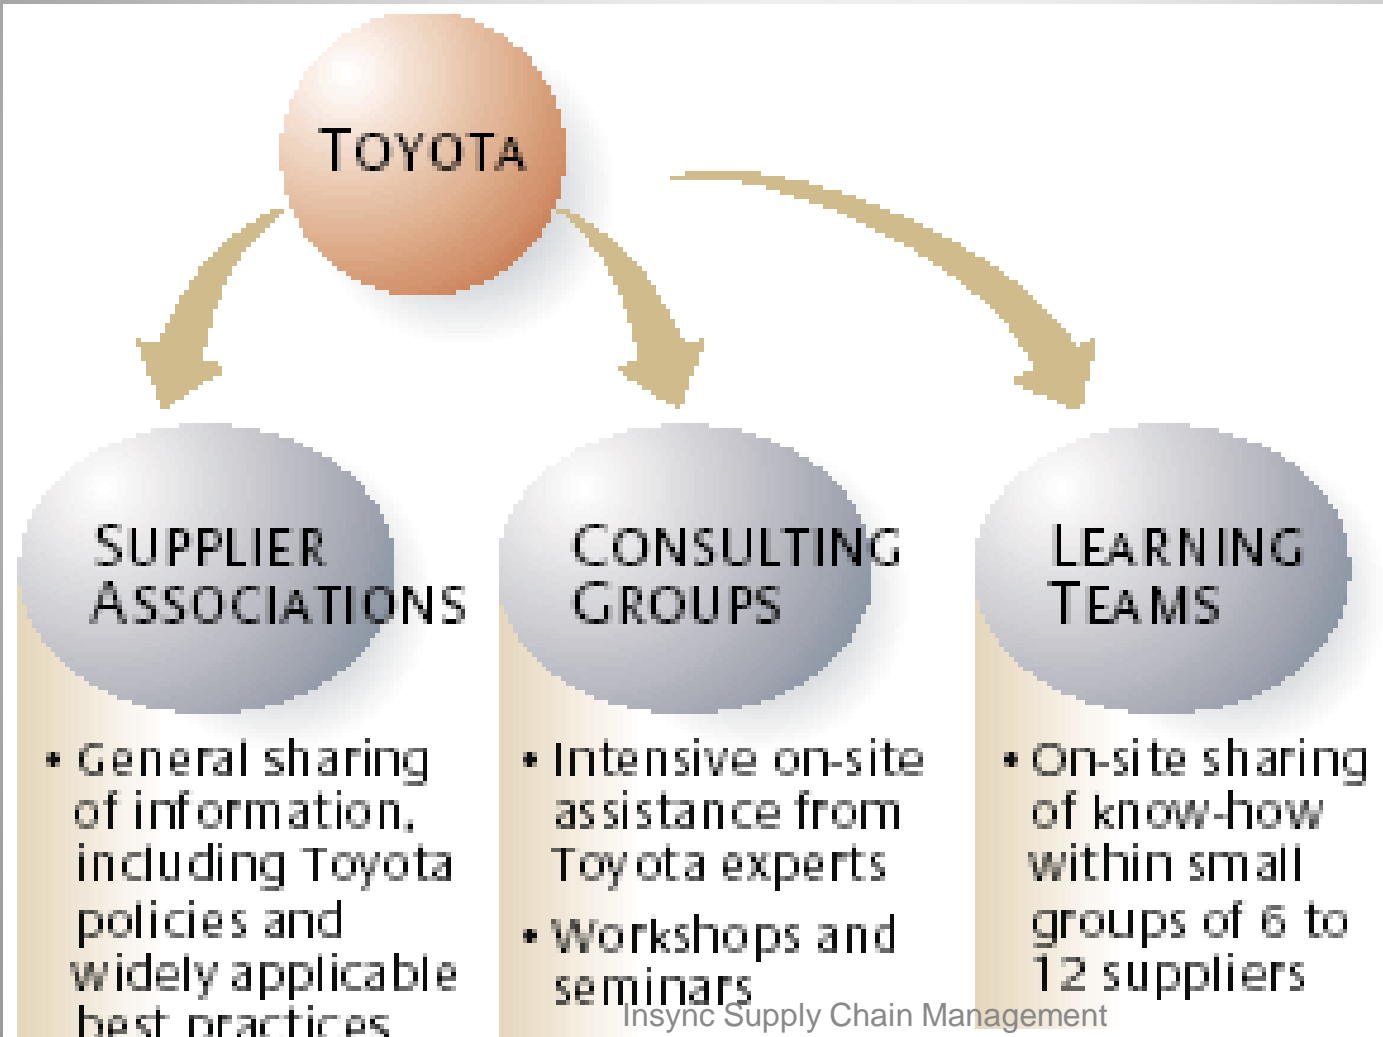 TOYOTA
SUPPLIER
ASSOCIATIONS
• General sharing
of information,
including Toyota
policies and
widely applicable
best practices
CONSULTING
GROUPS
• Intensive on-site
assistance from
Toyota experts
• Workshops and
seminars
LEARNING
TEAMS
• On-site sharing
of know-how
within small
groups of 6 to
12 suppliers
Insync Supply Chain Management